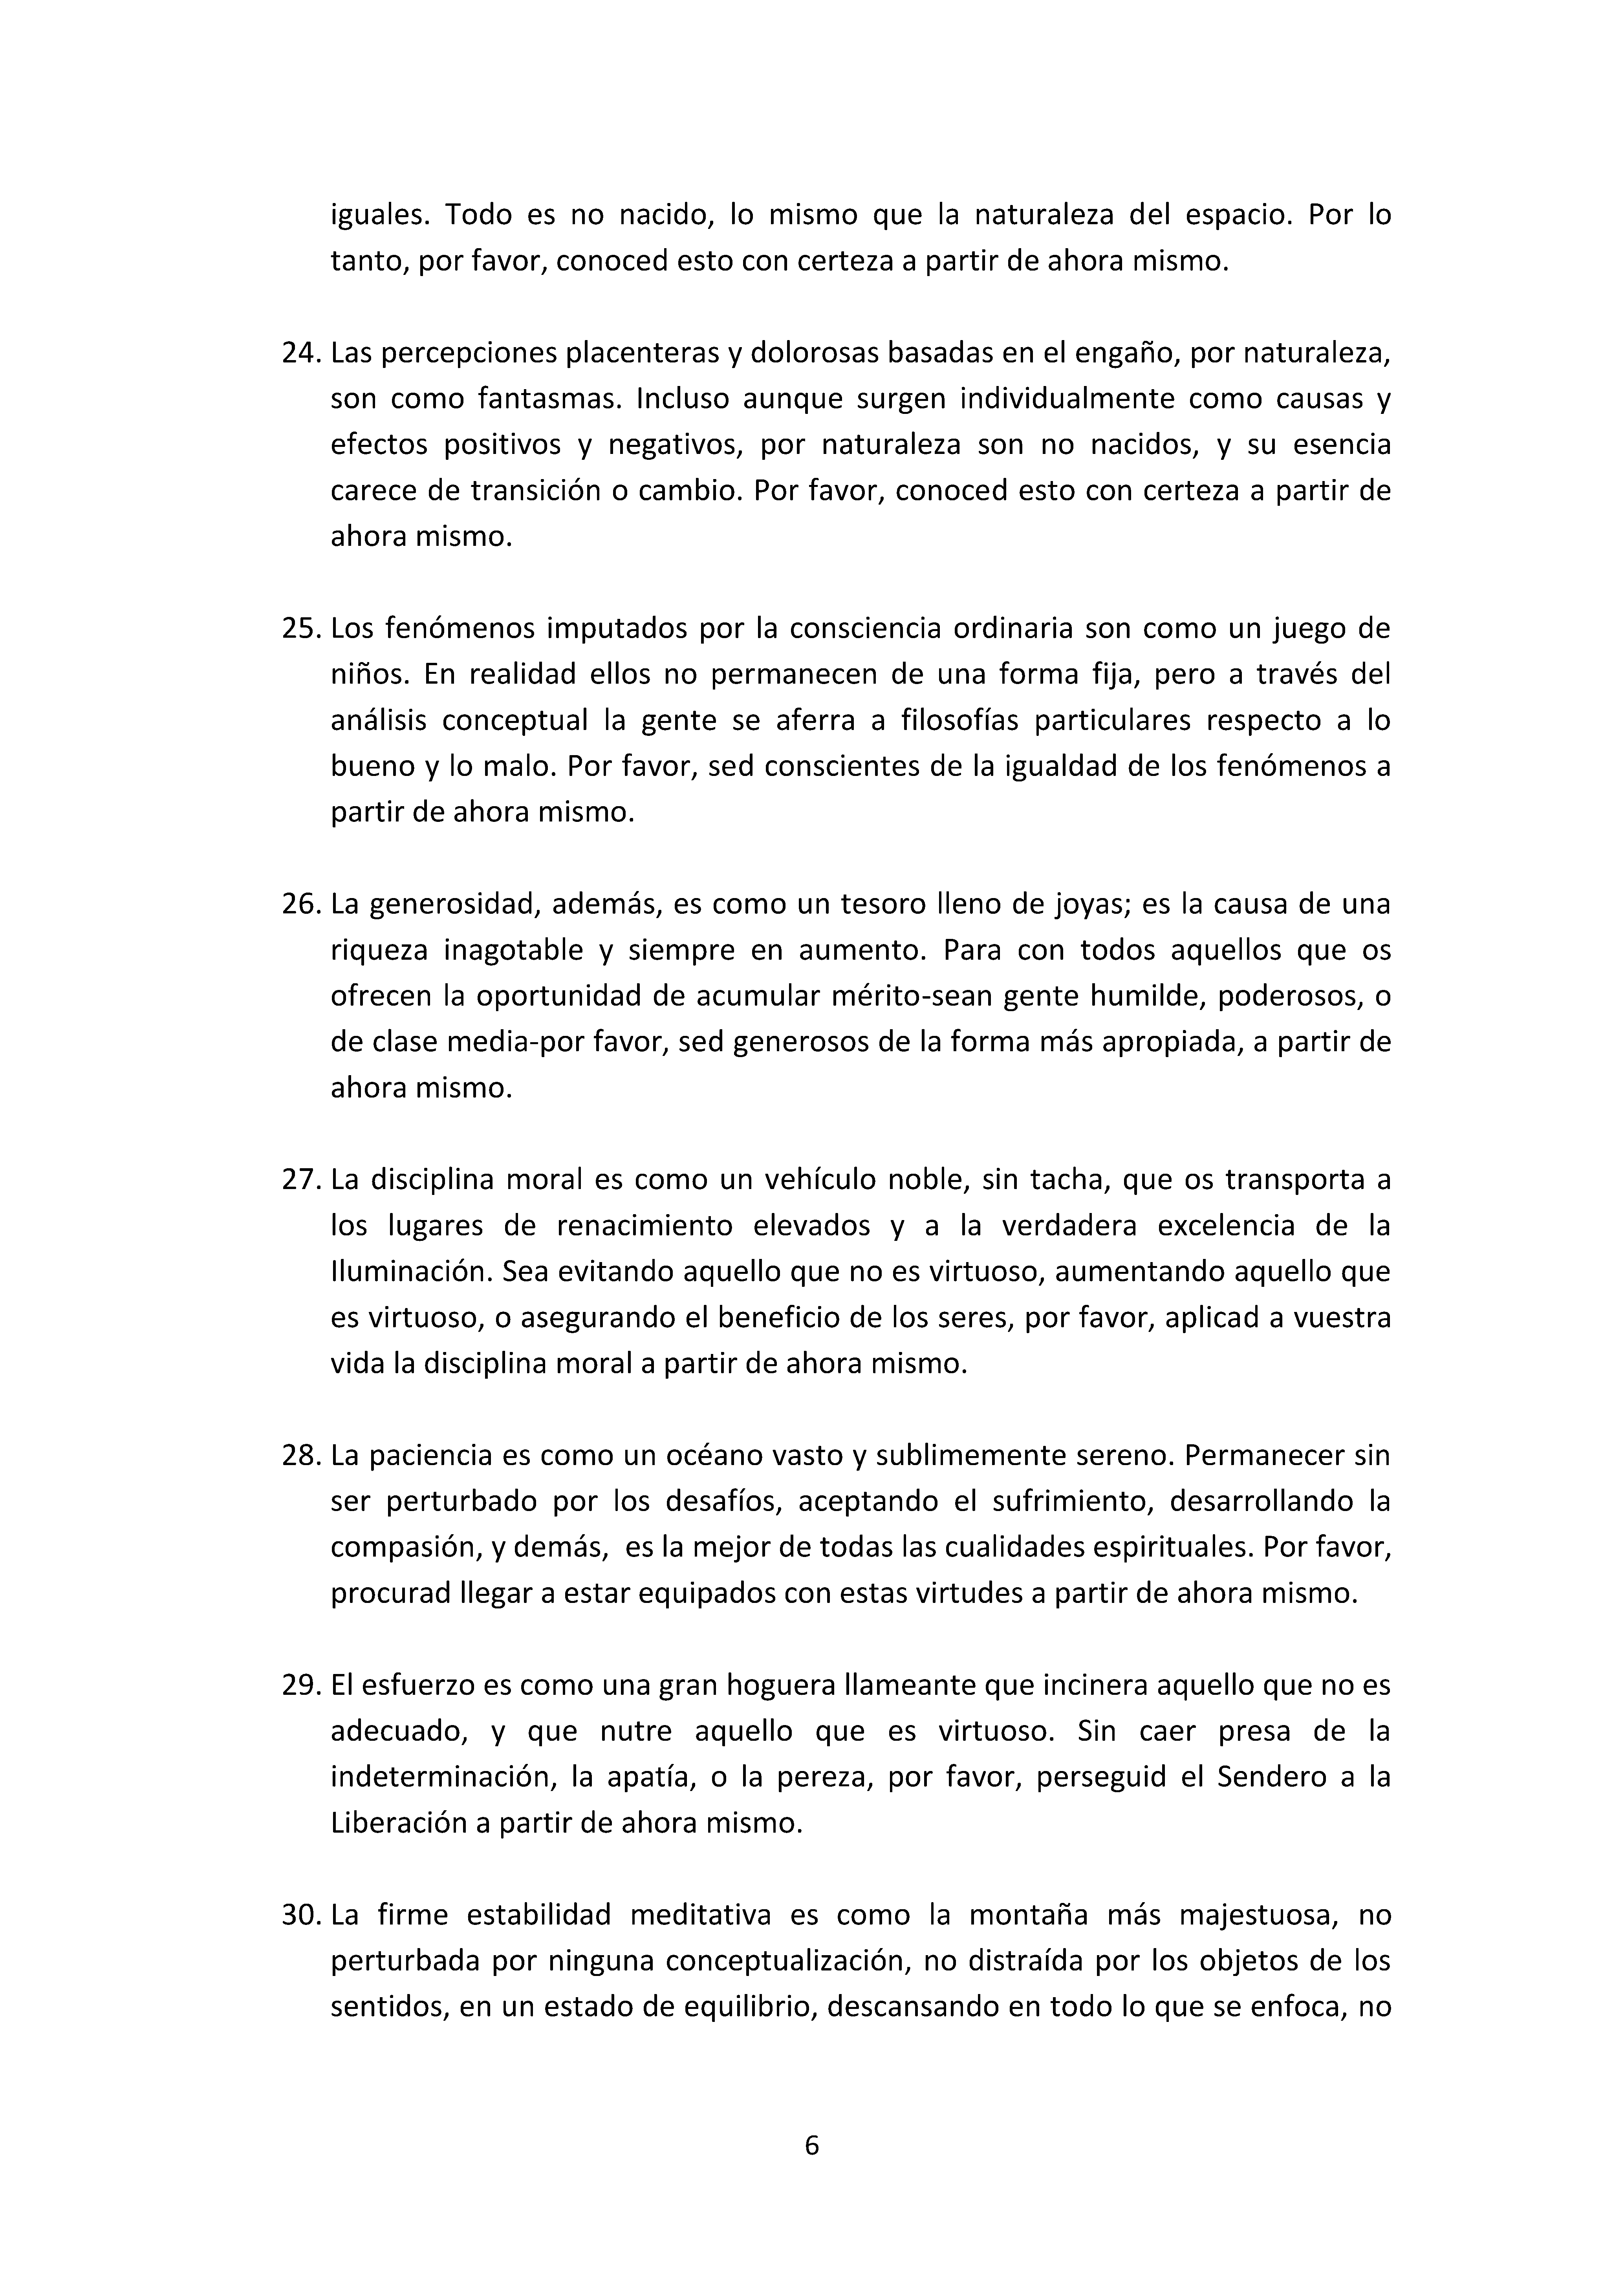 iguales. Todo es no nacido, lo mismo que la naturaleza del espacio. Por lo
tanto, por favor, conoced esto con certeza a partir de ahora mismo.
24. Las percepciones placenteras y dolorosas basadas en el engaño, por naturaleza,
son como fantasmas. Incluso aunque surgen individualmente como causas y
efectos positivos y negativos, por naturaleza son no nacidos, y su esencia
carece de transición o cambio. Por favor, conoced esto con certeza a partir de
ahora mismo.
25. Los fenómenos imputados por la consciencia ordinaria son como un juego de
niños. En realidad ellos no permanecen de una forma fija, pero a través del
análisis conceptual la gente se aferra a filosofías particulares respecto a lo
bueno y lo malo. Por favor, sed conscientes de la igualdad de los fenómenos a
partir de ahora mismo.
26. La generosidad, además, es como un tesoro lleno de joyas; es la causa de una
riqueza inagotable y siempre en aumento. Para con todos aquellos que os
ofrecen la oportunidad de acumular mérito-sean gente humilde, poderosos, o
de clase media-por favor, sed generosos de la forma más apropiada, a partir de
ahora mismo.
27. La disciplina moral es como un vehículo noble, sin tacha, que os transporta a
los lugares de renacimiento elevados y a la verdadera excelencia de la
Iluminación. Sea evitando aquello que no es virtuoso, aumentando aquello que
es virtuoso, o asegurando el beneficio de los seres, por favor, aplicad a vuestra
vida la disciplina moral a partir de ahora mismo.
28. La paciencia es como un océano vasto y sublimemente sereno. Permanecer sin
ser perturbado por los desafíos, aceptando el sufrimiento, desarrollando la
compasión, y demás,  es la mejor de todas las cualidades espirituales. Por favor,
procurad llegar a estar equipados con estas virtudes a partir de ahora mismo.
29. El esfuerzo es como una gran hoguera llameante que incinera aquello que no es
adecuado, y que nutre aquello que es virtuoso. Sin caer presa de la
indeterminación, la apatía, o la pereza, por favor, perseguid el Sendero a la
Liberación a partir de ahora mismo.
30. La firme estabilidad meditativa es como la montaña más majestuosa, no
perturbada por ninguna conceptualización, no distraída por los objetos de los
sentidos, en un estado de equilibrio, descansando en todo lo que se enfoca, no
6